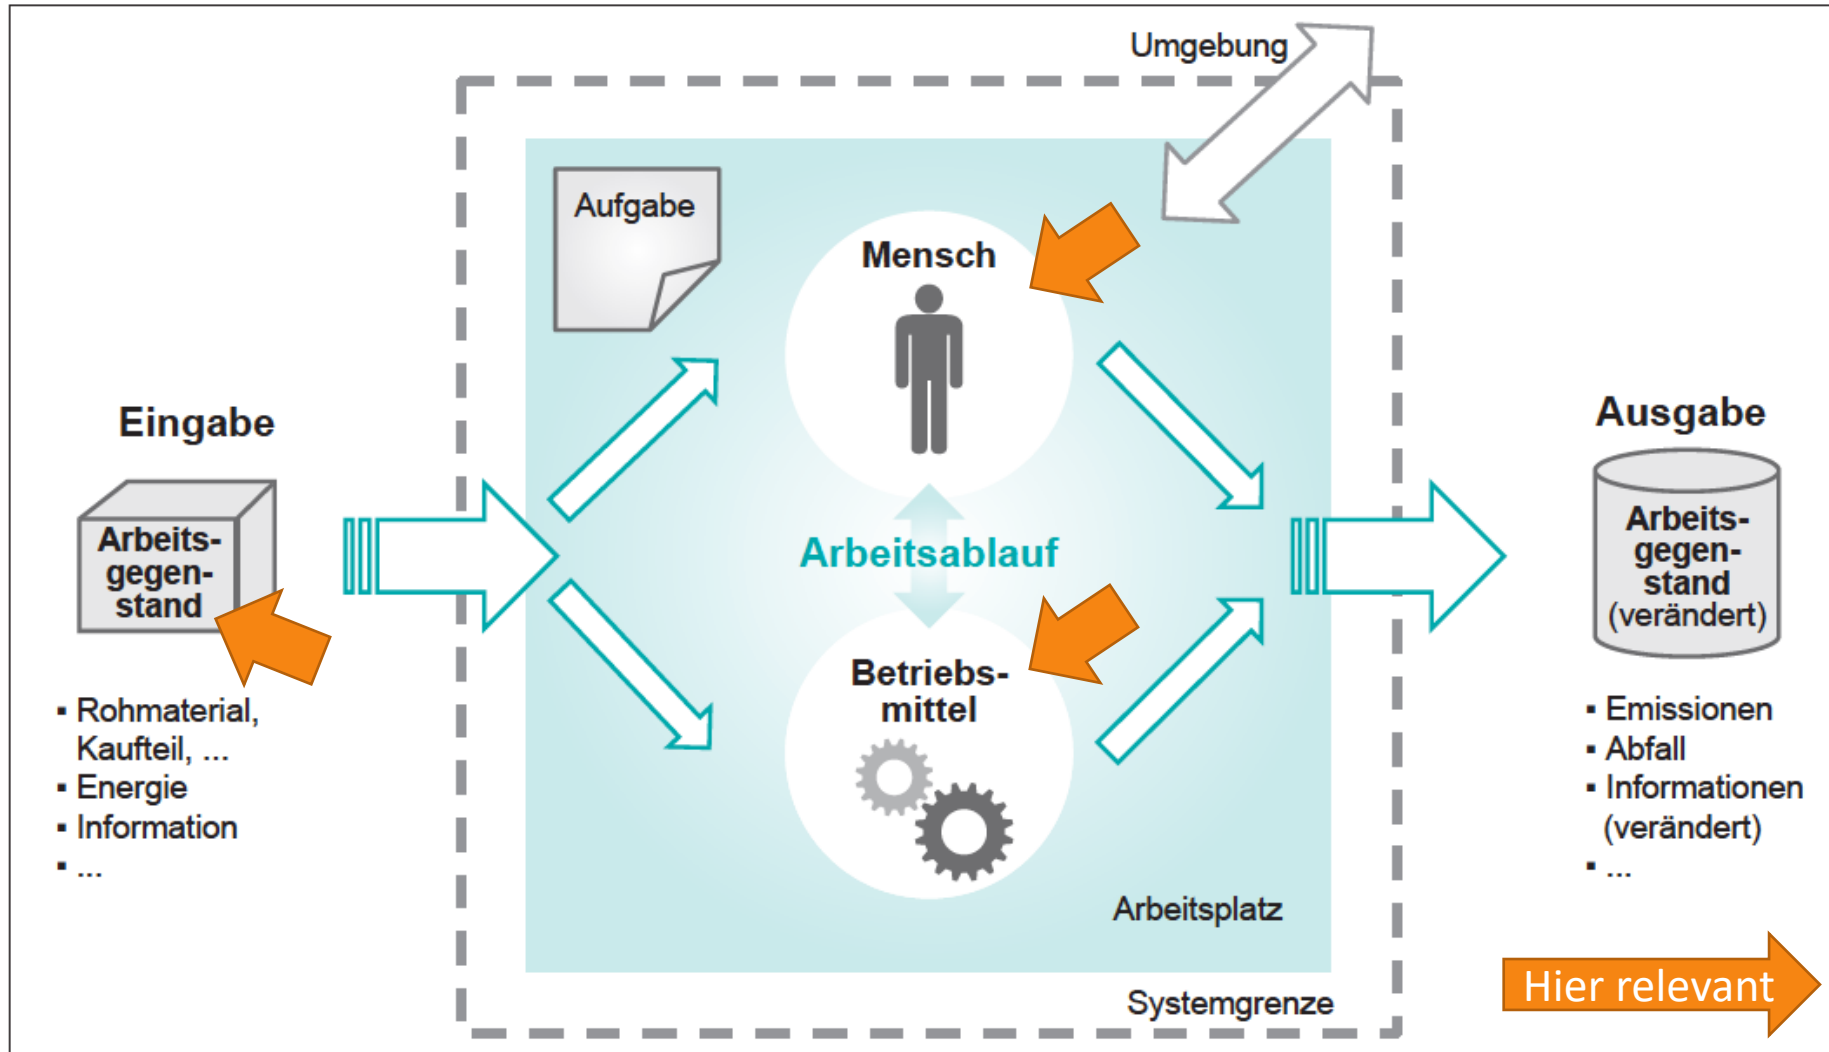 Umgebung
Aufgabe
Mensch
Eingabe
Arbeits-
gegen-
stand
▪ Rohmaterial,
Kaufteil, ...
▪ Energie
▪ Information
▪ ...
Arbeitsablauf
Betriebs-
mittel
Arbeitsplatz
Systemgrenze
Ausgabe
Arbeits-
gegen-
stand
(verändert)
▪ Emissionen
▪ Abfall
▪ Informationen
(verändert)
▪ ...
Hier relevant